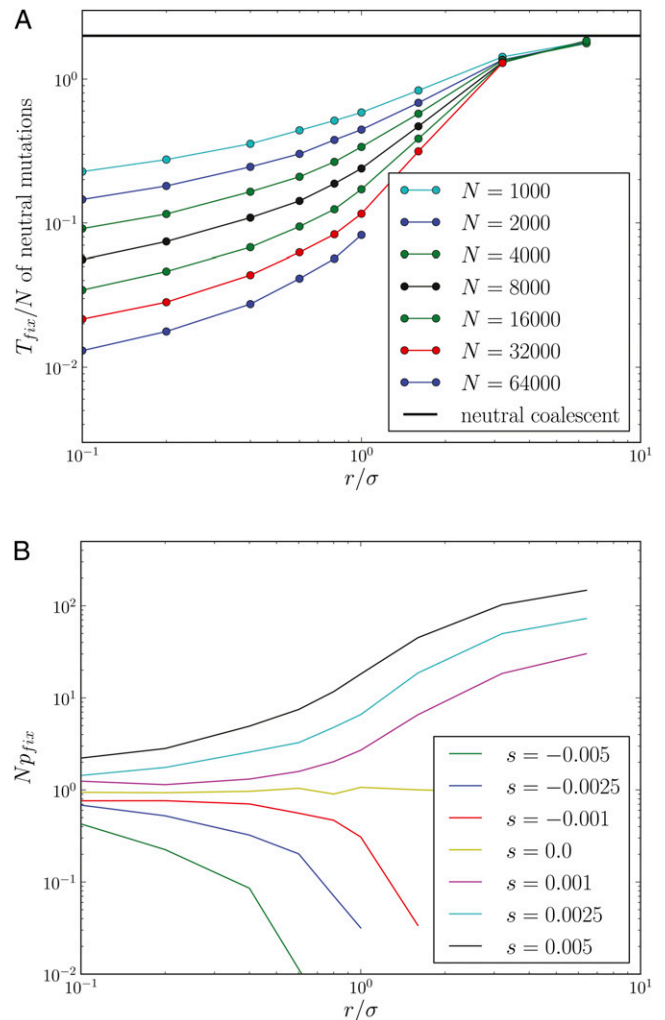 A
T_{fix}/N of neutral mutations
10^0
10^{-1}
10^{-2}
N = 1000
N = 2000
N = 4000
N = 8000
N = 16000
N = 32000
N = 64000
neutral coalescent
10^{-1}
10^0
10^1
r/σ
B
Np_{fix}
10^2
10^1
10^0
10^{-1}
10^{-2}
s = −0.005
s = −0.0025
s = −0.001
s = 0.0
s = 0.001
s = 0.0025
s = 0.005
10^{-1}
10^0
10^1
r/σ